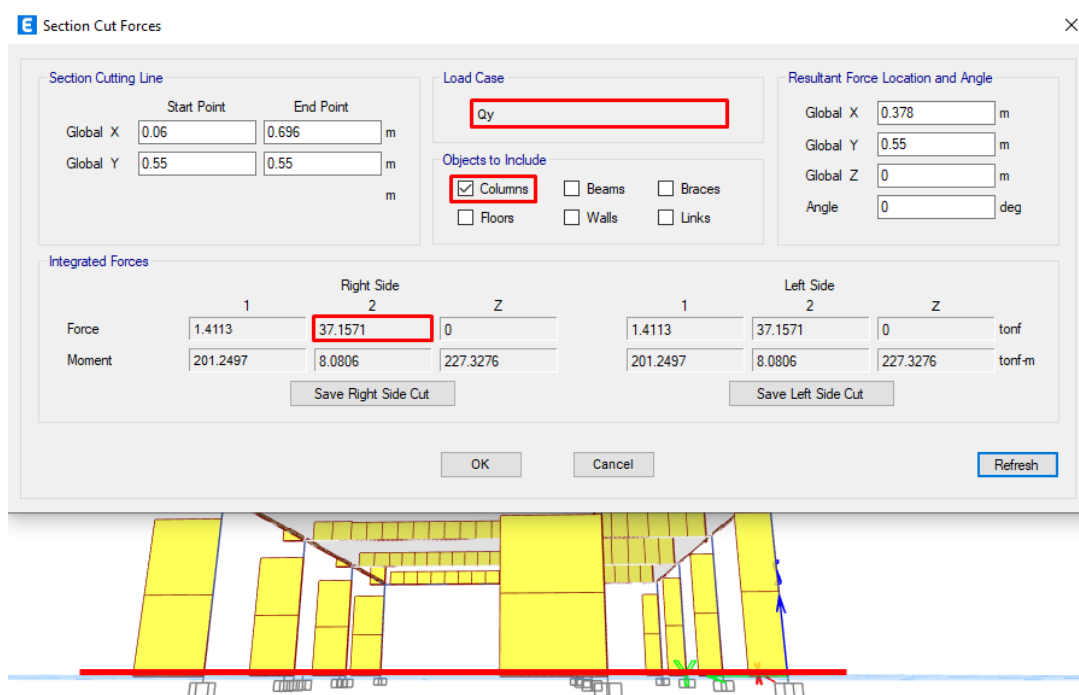 E Section Cut Forces
Section Cutting Line
Start Point End Point
Global X 0.06 0.696 m
Global Y 0.55 0.55 m
m
Load Case
Qy
Objects to Include
Columns Beams Braces
Floors Walls Links
Resultant Force Location and Angle
Global X 0.378 m
Global Y 0.55 m
Global Z 0 m
Angle 0 deg
Integrated Forces
Right Side Left Side
1 2 Z 1 2 Z
Force 1.4113 37.1571 0 1.4113 37.1571 0 tonf
Moment 201.2497 8.0806 227.3276 201.2497 8.0806 227.3276 tonf-m
Save Right Side Cut Save Left Side Cut
OK Cancel Refresh